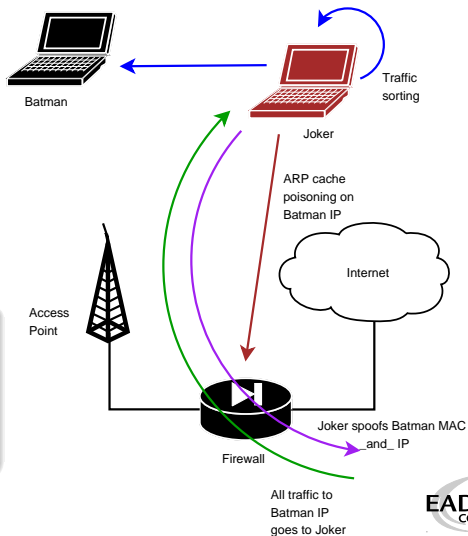 Batman
Joker
Traffic
sorting
ARP cache
poisoning on
Batman IP
Internet
Access
Point
Firewall
Joker spoofs Batman MAC
_and_ IP
All traffic to
Batman IP
goes to Joker